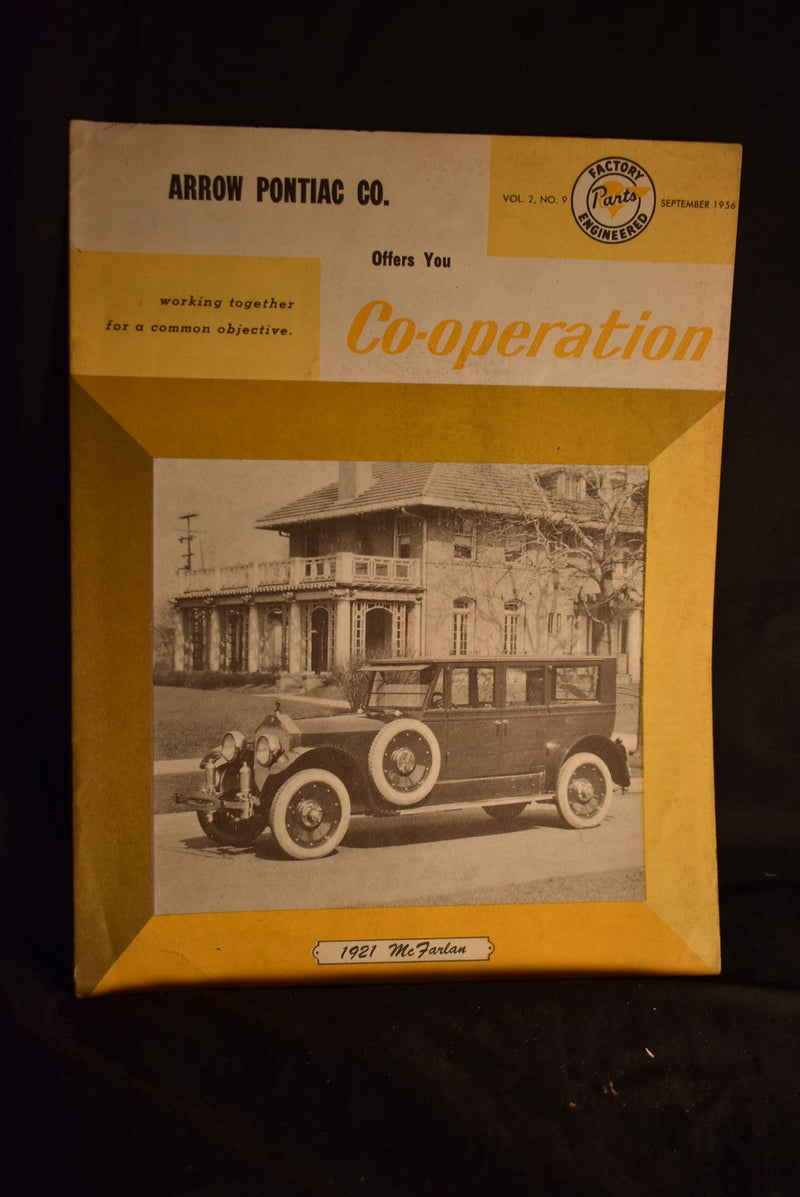 ARROW PONTIAC CO.
VOL. 2, NO. 9
FACTORY
Parts
ENGINEERED
SEPTEMBER 1956
Offers You
working together
for a common objective.
Co-operation
1921 McFarlan